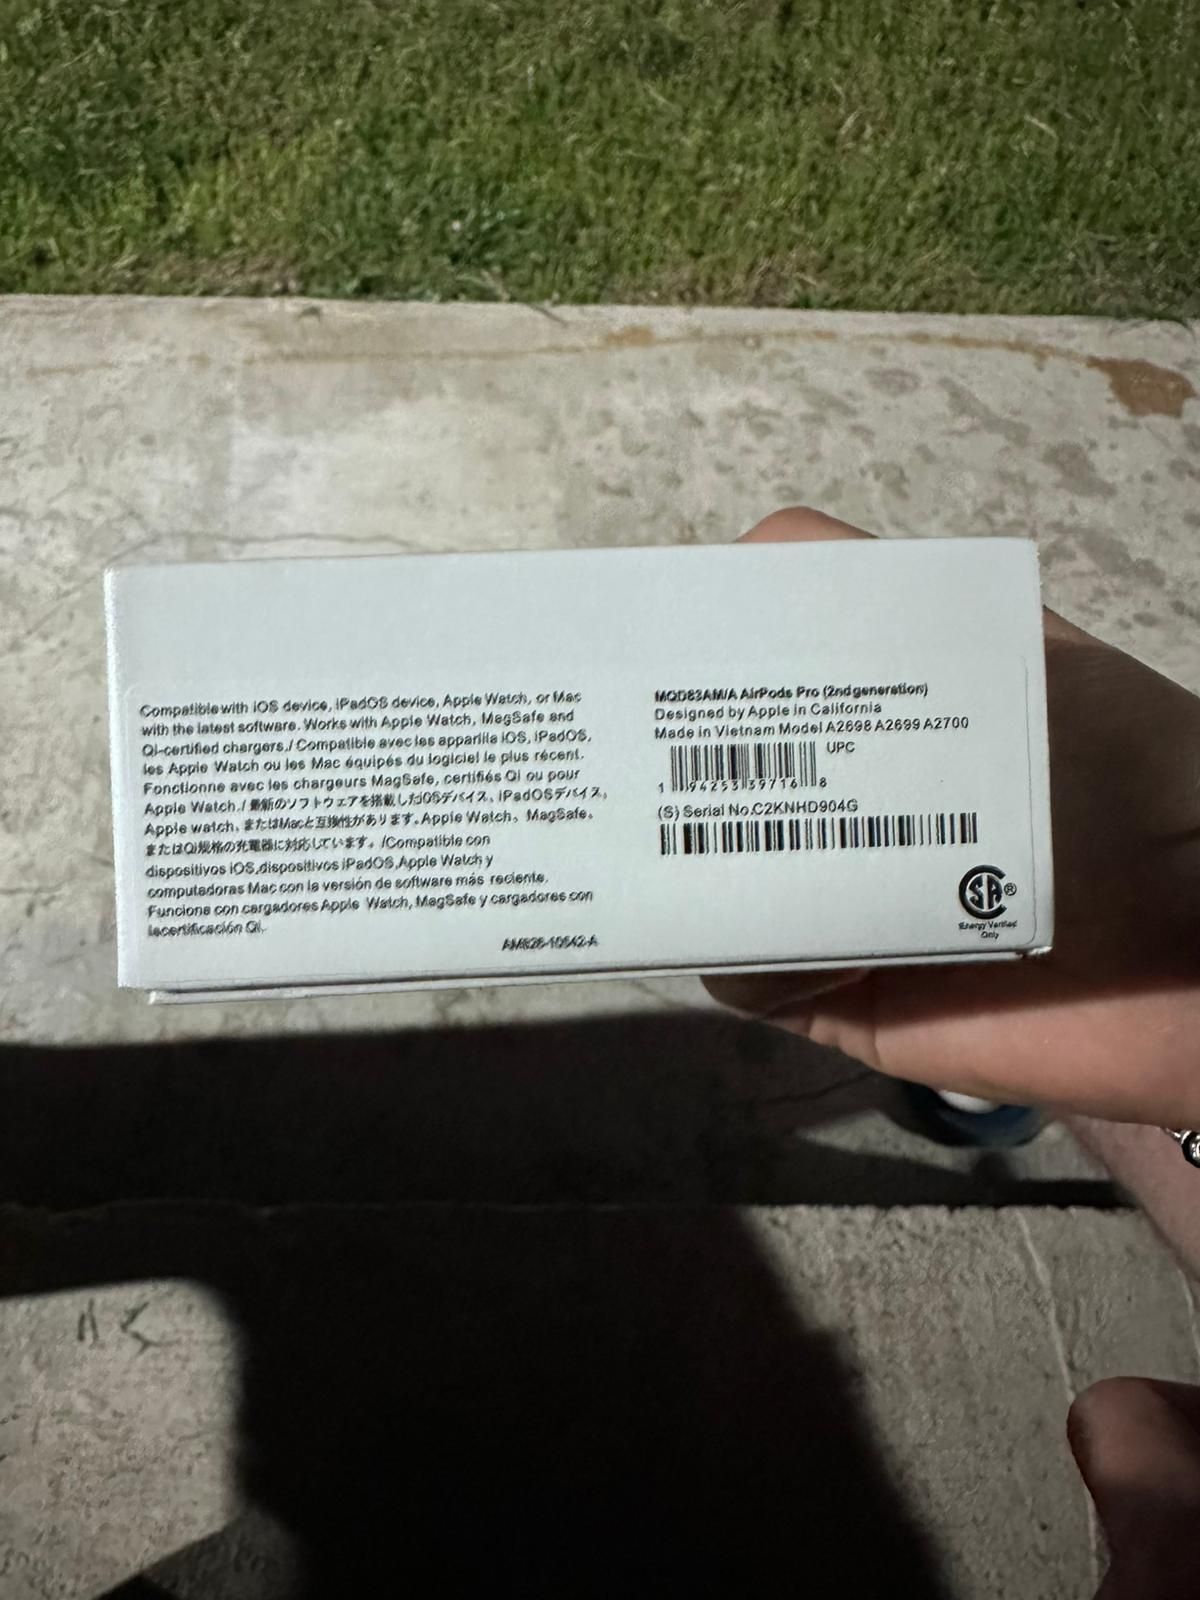 Compatible with iOS device, iPadOS device, Apple Watch, or Mac
with the latest software. Works with Apple Watch, MagSafe and
Qi-certified chargers./ Compatible avec les apparlila iOS, iPadOS,
les Apple Watch ou les Mac équipés du logiciel le plus récent.
Fonctionne avec les chargeurs MagSafe, certifiés Qi ou pour
Apple Watch./ 最新のソフトウェアを搭載したiOSデバイス、iPadOSデバイス、
Apple watch, またはMacと互換性があります。Apple Watch、MagSafe、
またはQi規格の充電器に対応しています。/Compatible con
dispositivos iOS,dispositivos iPadOS,Apple Watch y
computadoras Mac con la versión de software más reciente.
Funciona con cargadores Apple Watch, MagSafe y cargadores con
lacertificación Qi.
MQD83AM/A AirPods Pro (2nd generation)
Designed by Apple in California
Made in Vietnam Model A2698 A2699 A2700
UPC
1 94253 39716 8
(S) Serial No.C2KNHD904G
SA®
Energy Verified
Only